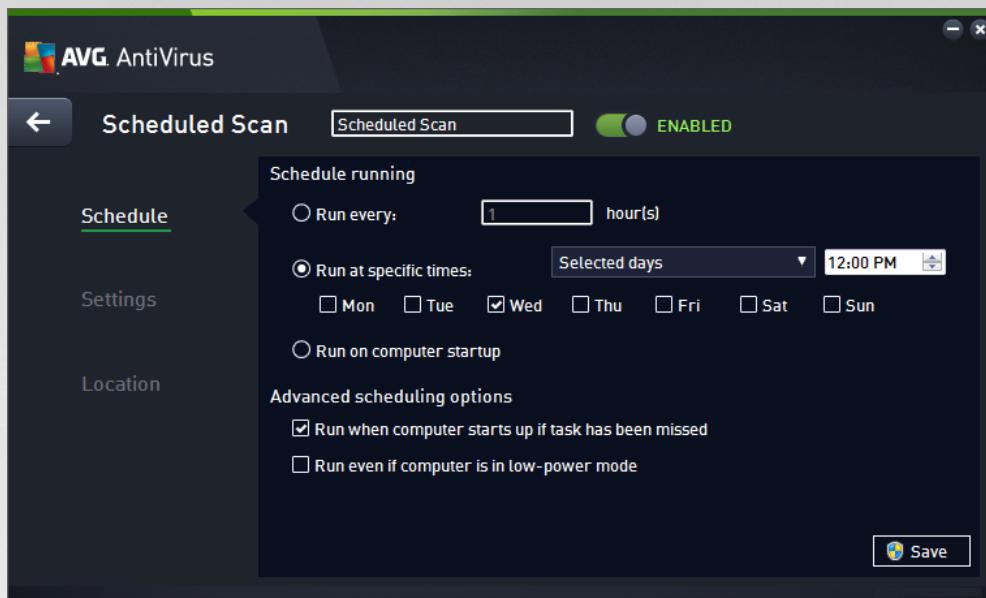 AVG. AntiVirus
Scheduled Scan Scheduled Scan ENABLED
Schedule
Settings
Location
Schedule running
Run every: 1 hour(s)
Run at specific times: Selected days 12:00 PM
Mon Tue Wed Thu Fri Sat Sun
Run on computer startup
Advanced scheduling options
Run when computer starts up if task has been missed
Run even if computer is in low-power mode
Save